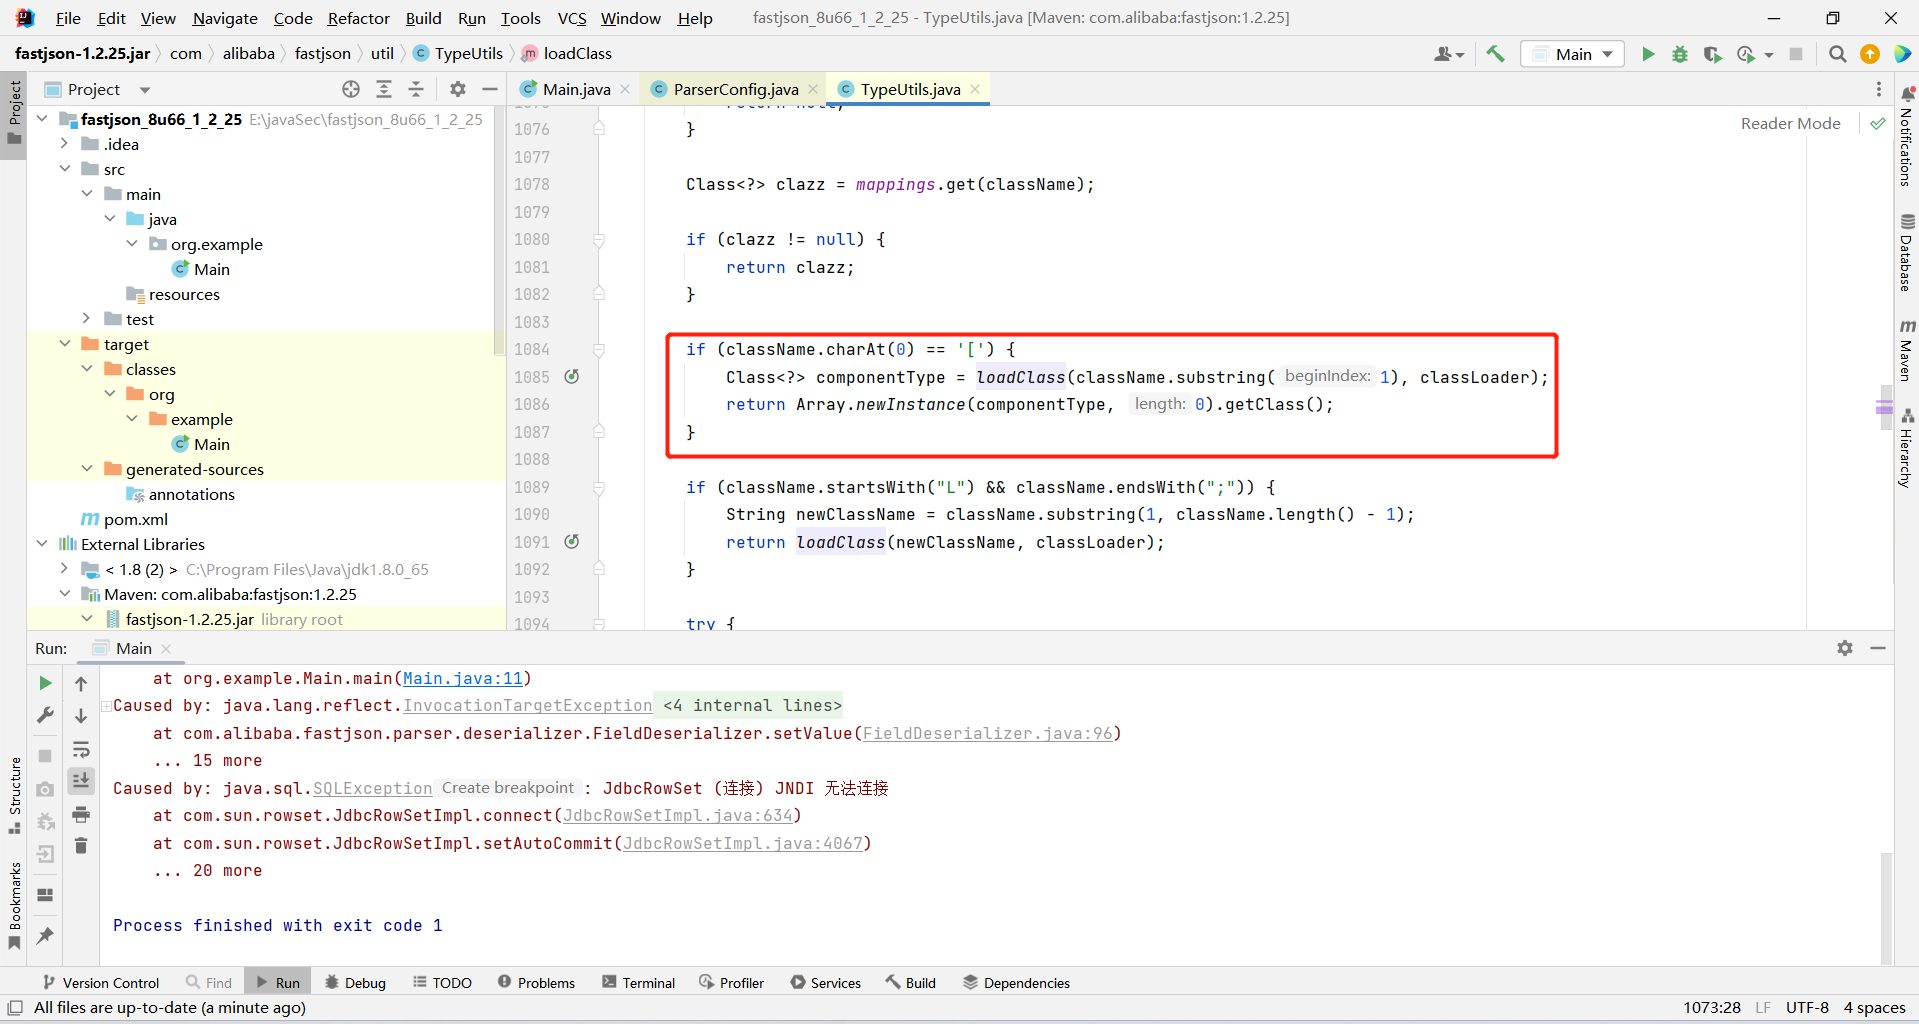 File Edit View Navigate Code Refactor Build Run Tools VCS Window Help fastjson_8u66_1_2_25 - TypeUtils.java [Maven: com.alibaba:fastjson:1.2.25]
fastjson-1.2.25.jar com alibaba fastjson util TypeUtils loadClass Main
Project Main.java ParserConfig.java TypeUtils.java
Project
fastjson_8u66_1_2_25 E:\javaSec\fastjson_8u66_1_2_25
.idea
src
main
java
org.example
Main
resources
test
target
classes
org
example
Main
generated-sources
annotations
pom.xml
External Libraries
< 1.8 (2) > C:\Program Files\Java\jdk1.8.0_65
Maven: com.alibaba:fastjson:1.2.25
fastjson-1.2.25.jar library root
Reader Mode
return null;
1076 }
1077
1078 Class<?> clazz = mappings.get(className);
1079
1080 if (clazz != null) {
1081 return clazz;
1082 }
1083
1084 if (className.charAt(0) == '[') {
1085 Class<?> componentType = loadClass(className.substring( beginIndex: 1), classLoader);
1086 return Array.newInstance(componentType, length: 0).getClass();
1087 }
1088
1089 if (className.startsWith("L") && className.endsWith(";")) {
1090 String newClassName = className.substring(1, className.length() - 1);
1091 return loadClass(newClassName, classLoader);
1092 }
1093
1094 try {
Notifications
Database
m Maven
Hierarchy
Run: Main
at org.example.Main.main(Main.java:11)
Caused by: java.lang.reflect.InvocationTargetException <4 internal lines>
at com.alibaba.fastjson.parser.deserializer.FieldDeserializer.setValue(FieldDeserializer.java:96)
... 15 more
Caused by: java.sql.SQLException Create breakpoint : JdbcRowSet (连接) JNDI 无法连接
at com.sun.rowset.JdbcRowSetImpl.connect(JdbcRowSetImpl.java:634)
at com.sun.rowset.JdbcRowSetImpl.setAutoCommit(JdbcRowSetImpl.java:4067)
... 20 more
Process finished with exit code 1
Structure
Bookmarks
Version Control Find Run Debug TODO Problems Terminal Profiler Services Build Dependencies
All files are up-to-date (a minute ago) 1073:28 LF UTF-8 4 spaces